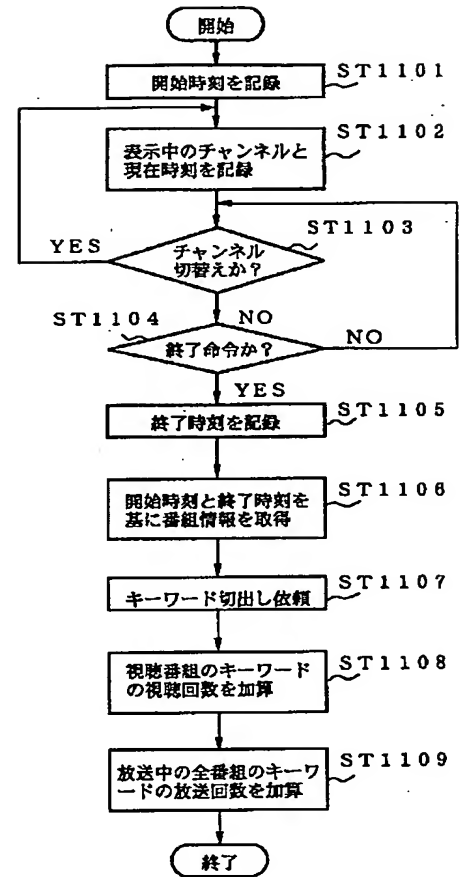 開始
開始時刻を記録
ST1101
表示中のチャンネルと
現在時刻を記録
ST1102
チャンネル
切替えか?
ST1103
YES
NO
終了命令か?
ST1104
NO
YES
終了時刻を記録
ST1105
開始時刻と終了時刻を
基に番組情報を取得
ST1106
キーワード切出し依頼
ST1107
視聴番組のキーワード
の視聴回数を加算
ST1108
放送中の全番組のキーワ
ードの放送回数を加算
ST1109
終了